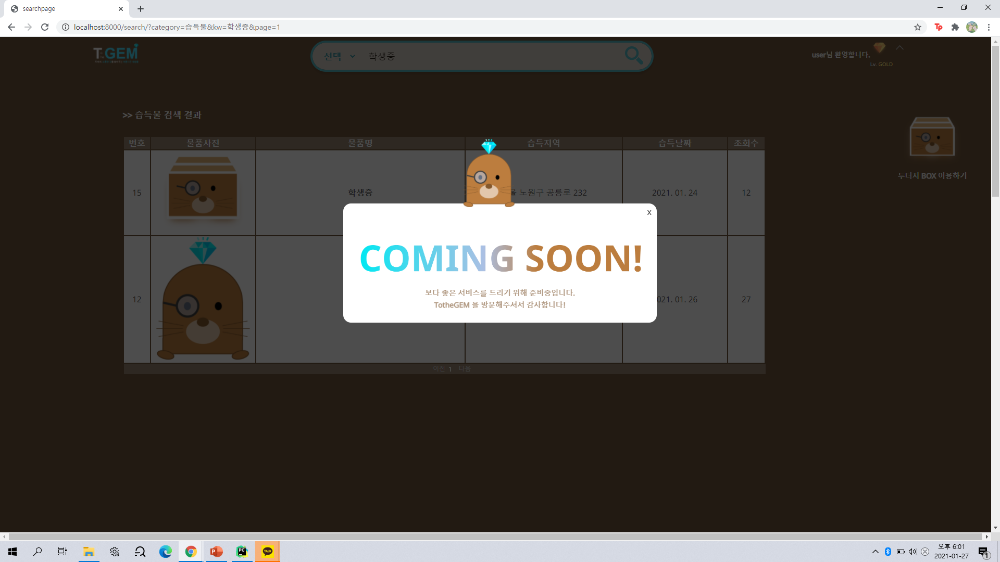 searchpage
localhost:8000/search/?category=습득물&kw=학생증&page=1
Tp
T GEM
선택
학생증
user님 환영합니다.
Lv. GOLD
>> 습득물 검색 결과
번호 물품사진 물품명 습득지역 습득날짜 조회수
15 학생증 노원구 공릉로 232 2021. 01. 24 12
12 021. 01. 26 27
이전 1 다음
두더지 BOX 이용하기
X
COMING SOON!
보다 좋은 서비스를 드리기 위해 준비중입니다.
TotheGEM 을 방문해주셔서 감사합니다!
P
PC
TALK
오후 6:01
2021-01-27
1